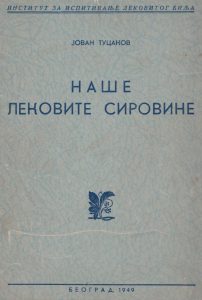 ИНСТИТУТ ЗА ИСПИТИВАЊЕ ЛЕКОВИТОГ БИЉА
ЈОВАН ТУЦАКОВ
НАШЕ
ЛЕКОВИТЕ СИРОВИНЕ
БЕОГРАД, 1949